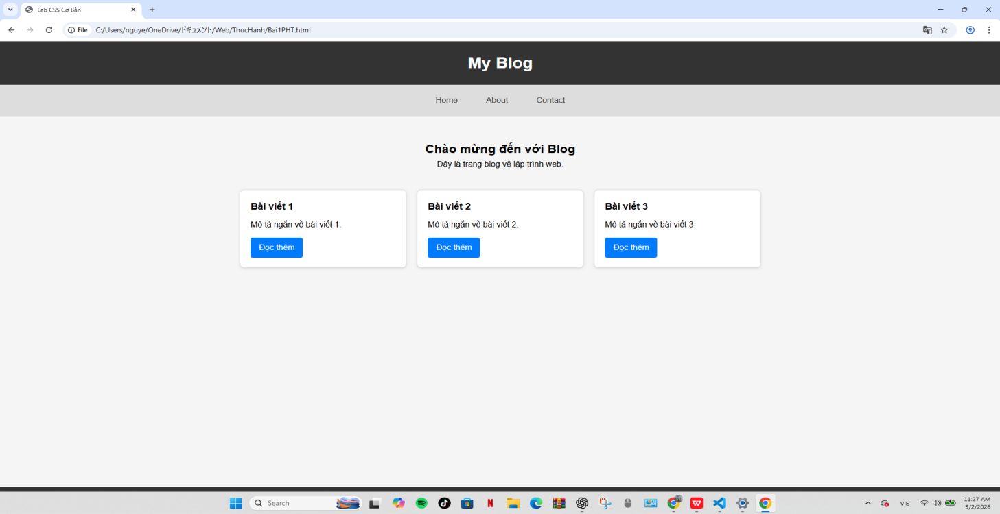 Lab CSS Cơ Bản
File C:/Users/nguye/OneDrive/ドキュメント/Web/ThucHanh/Bai1PHT.html
My Blog
Home About Contact
Chào mừng đến với Blog
Đây là trang blog về lập trình web.
Bài viết 1
Mô tả ngắn về bài viết 1.
Đọc thêm
Bài viết 2
Mô tả ngắn về bài viết 2.
Đọc thêm
Bài viết 3
Mô tả ngắn về bài viết 3.
Đọc thêm
Search
VIE
11:27 AM
3/2/2026